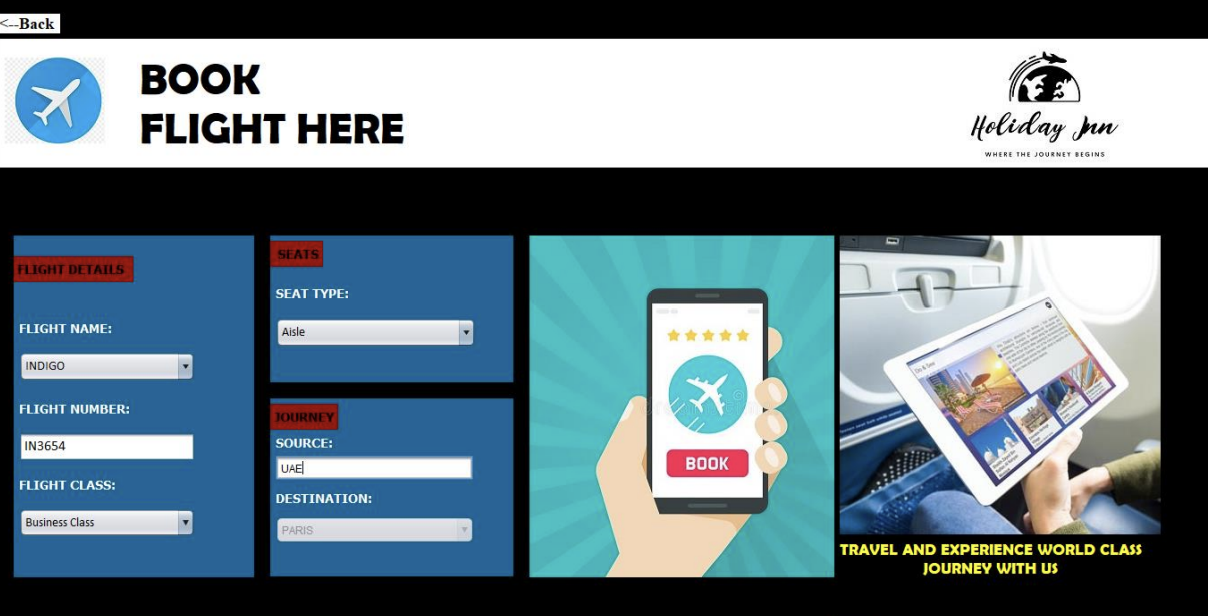 <--Back
BOOK
FLIGHT HERE
Holiday Inn
WHERE THE JOURNEY BEGINS
FLIGHT DETAILS
FLIGHT NAME:
INDIGO
FLIGHT NUMBER:
IN3654
FLIGHT CLASS:
Business Class
SEATS
SEAT TYPE:
Aisle
JOURNEY
SOURCE:
UAE
DESTINATION:
PARIS
BOOK
TRAVEL AND EXPERIENCE WORLD CLASS
JOURNEY WITH US